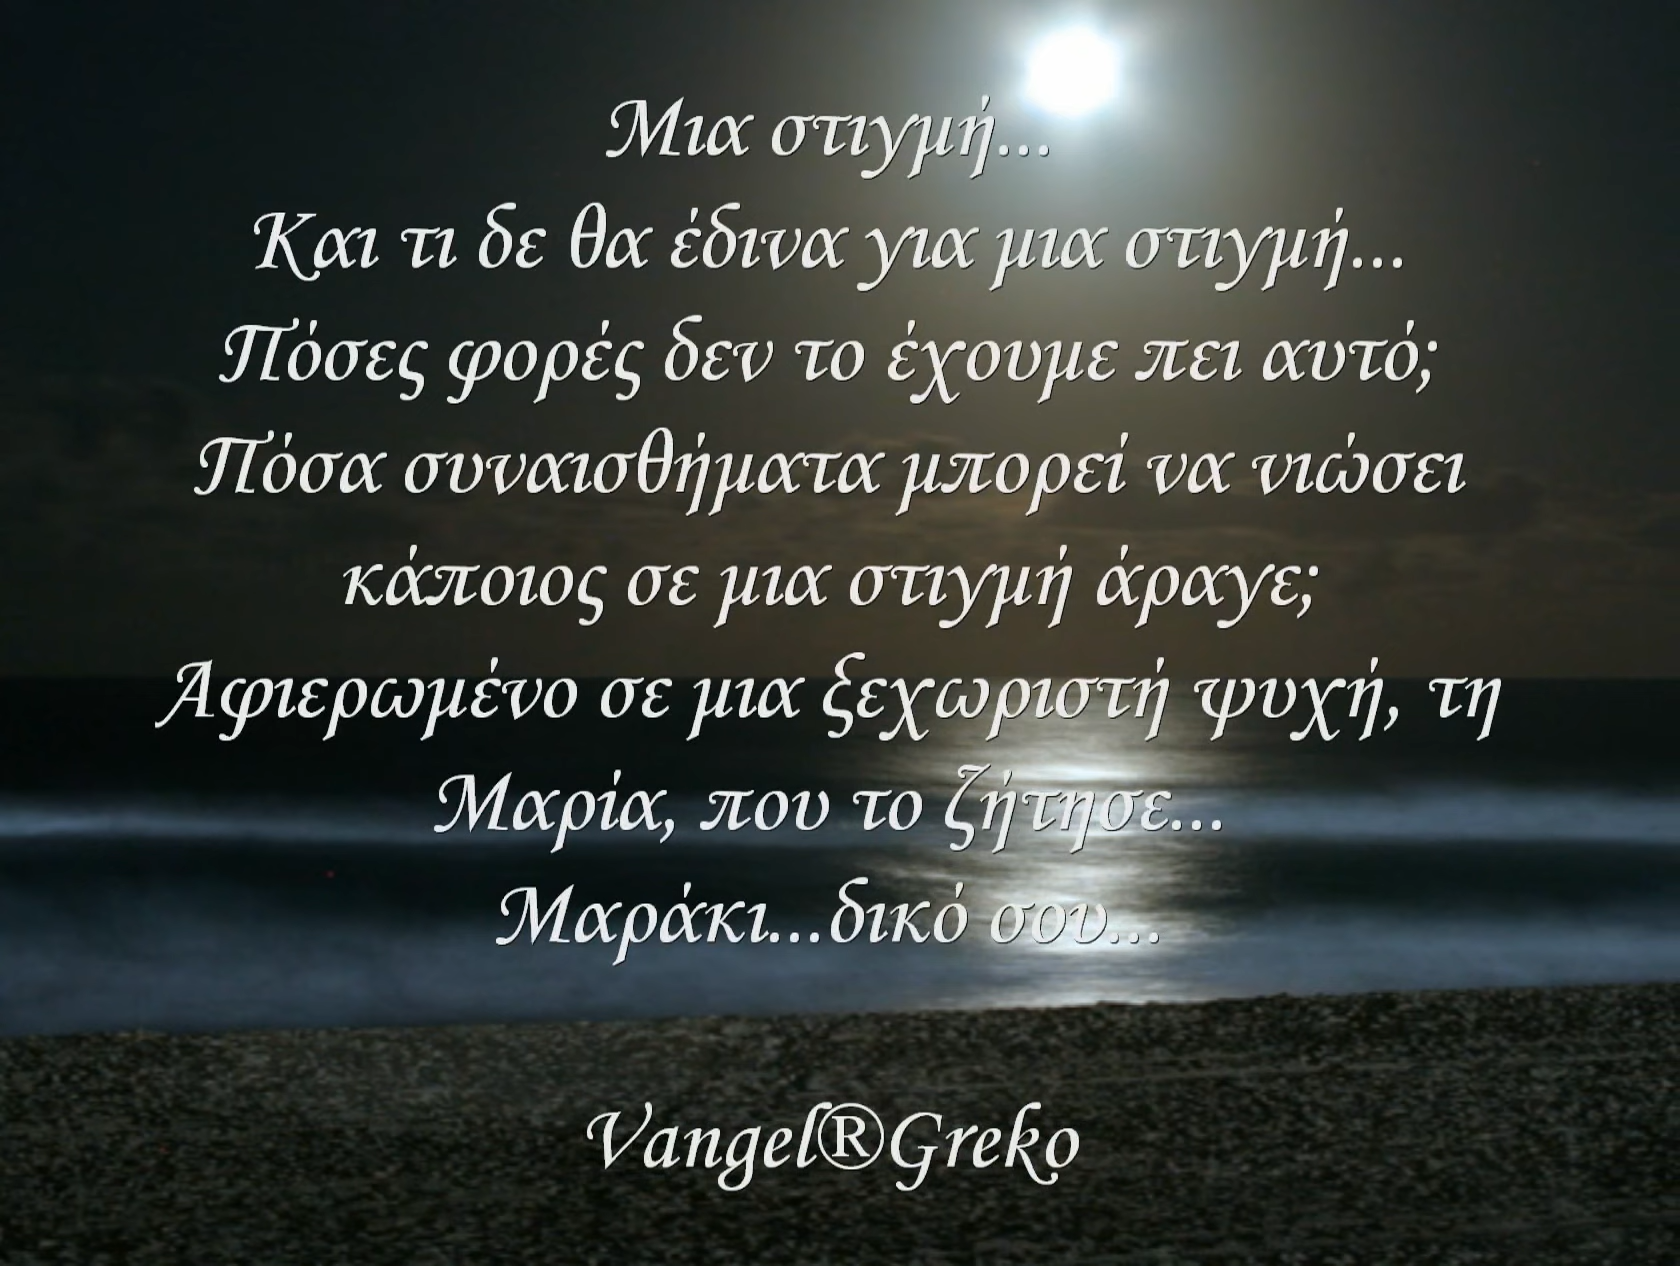 Μια στιγμή...
Και τι δε θα έδινα για μια στιγμή...
Πόσες φορές δεν το έχουμε πει αυτό;
Πόσα συναισθήματα μπορεί να νιώσει
κάποιος σε μια στιγμή άραγε;
Αφιερωμένο σε μια ξεχωριστή ψυχή, τη
Μαρία, που το ζήτησε...
Μαράκι...δικό σου...
Vangel®Greko